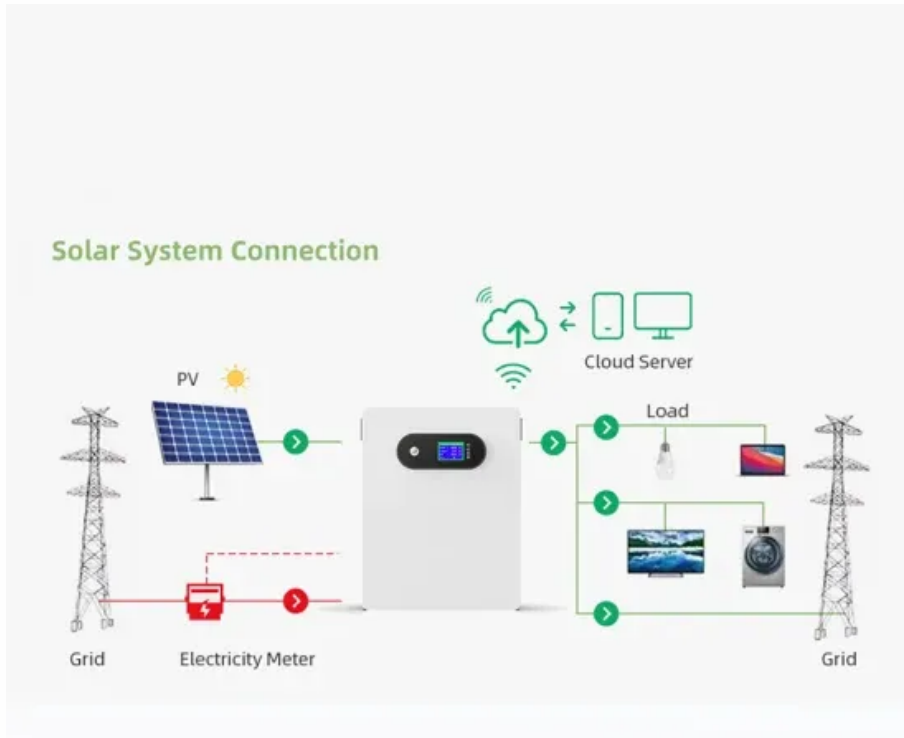 Solar System Connection
Cloud Server
PV
Load
Grid
Electricity Meter
Grid